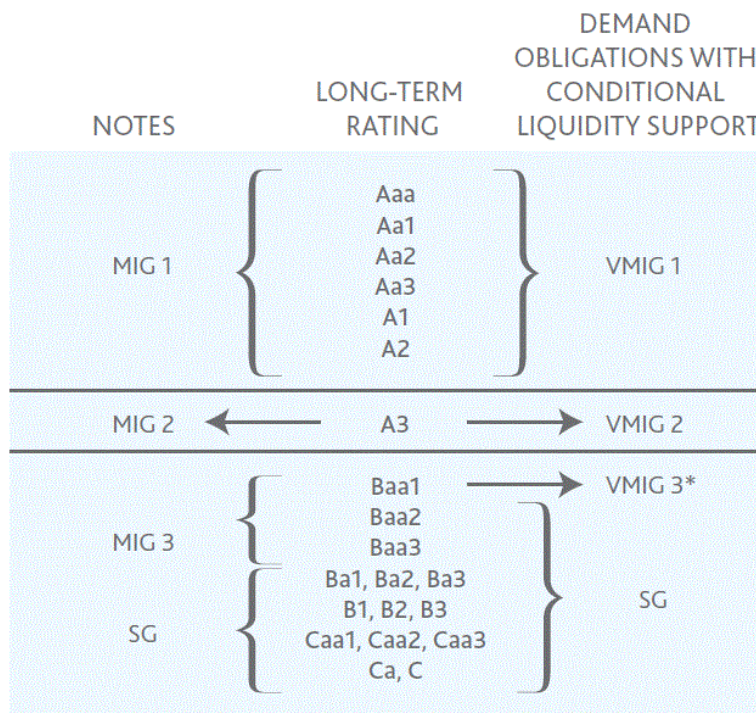 NOTES
LONG-TERM
RATING
DEMAND
OBLIGATIONS WITH
CONDITIONAL
LIQUIDITY SUPPORT
MIG 1
Aaa
Aa1
Aa2
Aa3
A1
A2
VMIG 1
MIG 2
A3
VMIG 2
MIG 3
Baa1
Baa2
Baa3
VMIG 3*
SG
Ba1, Ba2, Ba3
B1, B2, B3
Caa1, Caa2, Caa3
Ca, C
SG